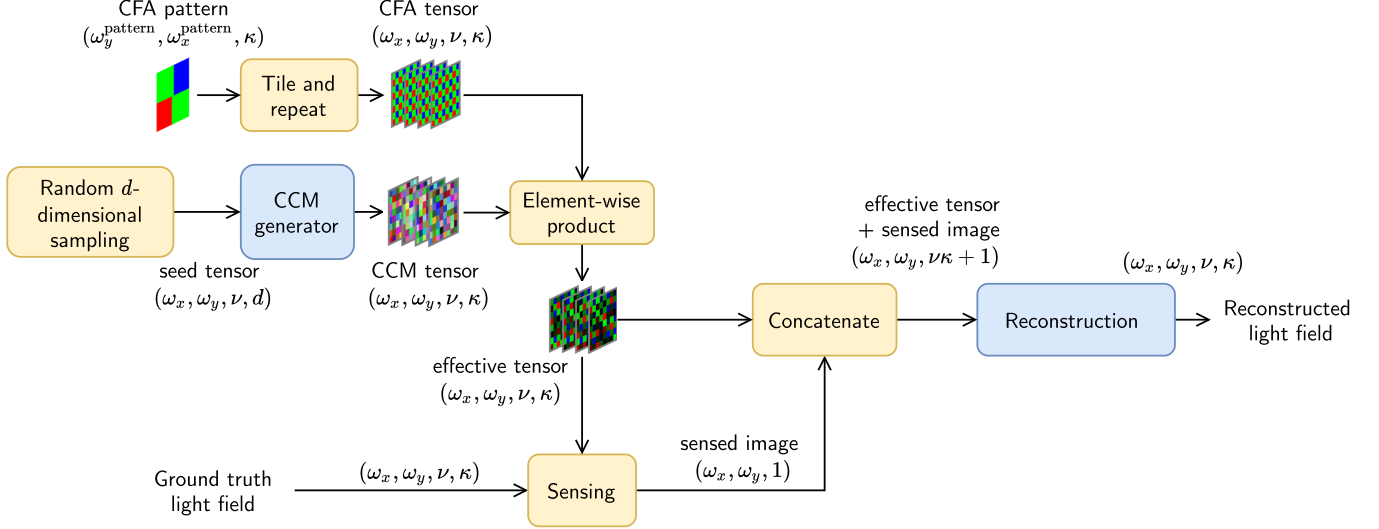 CFA pattern
(ω_y^pattern, ω_x^pattern, κ)
CFA tensor
(ω_x, ω_y, ν, κ)
Tile and
repeat
Random d-
dimensional
sampling
CCM
generator
Element-wise
product
seed tensor
(ω_x, ω_y, ν, d)
CCM tensor
(ω_x, ω_y, ν, κ)
effective tensor
+ sensed image
(ω_x, ω_y, νκ + 1)
(ω_x, ω_y, ν, κ)
Concatenate
Reconstruction
Reconstructed
light field
effective tensor
(ω_x, ω_y, ν, κ)
Ground truth
light field
(ω_x, ω_y, ν, κ)
Sensing
sensed image
(ω_x, ω_y, 1)